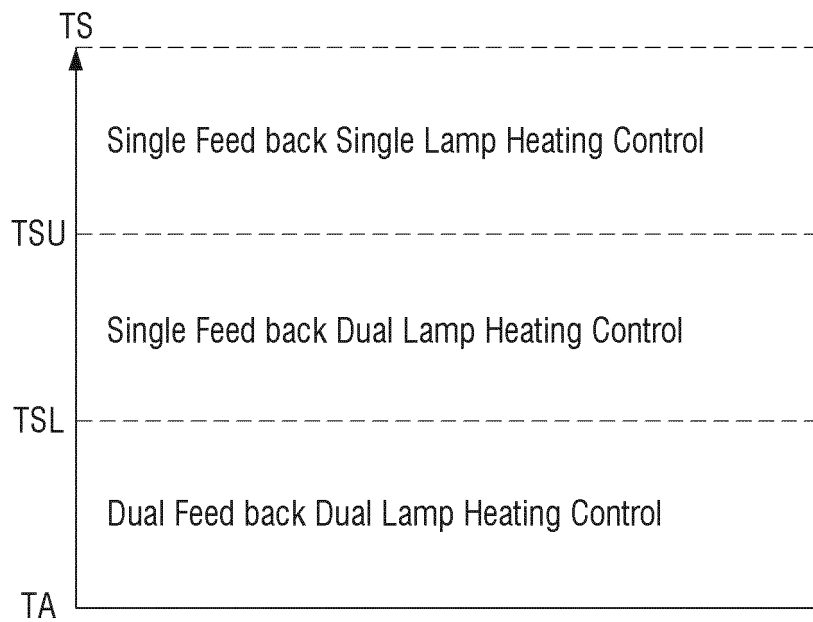 TS
Single Feed back Single Lamp Heating Control
TSU
Single Feed back Dual Lamp Heating Control
TSL
Dual Feed back Dual Lamp Heating Control
TA